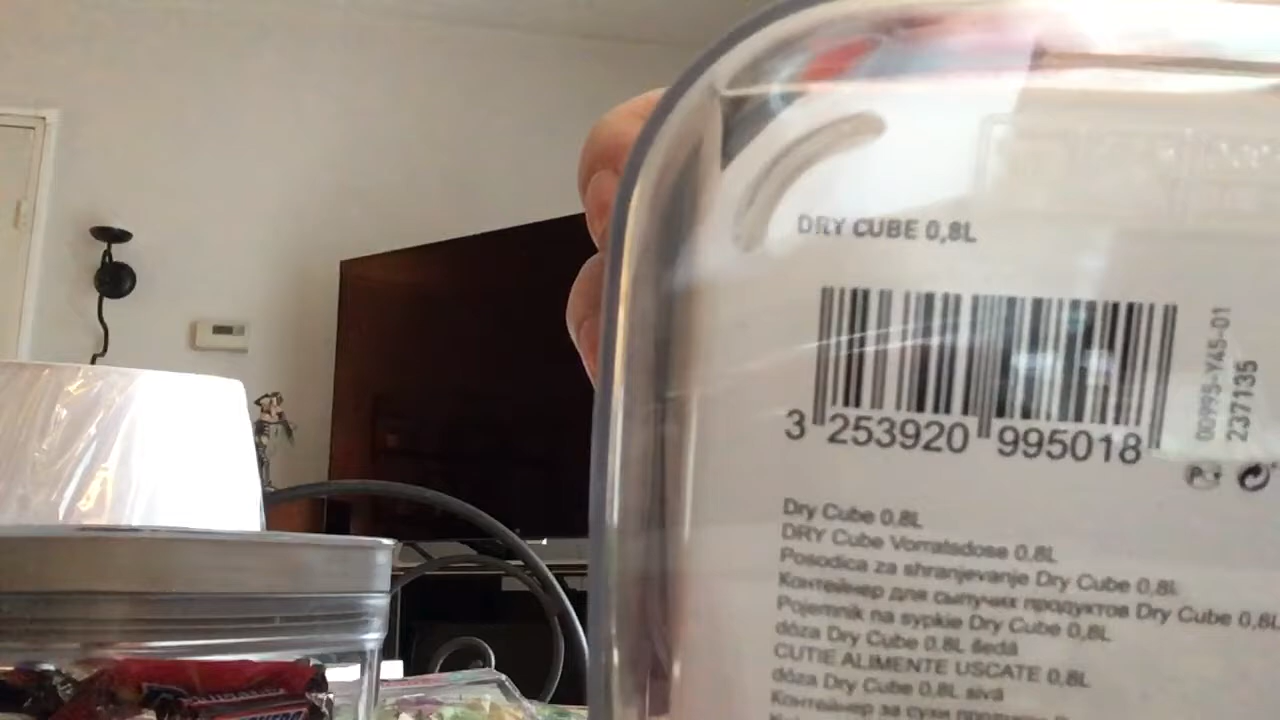 DRY CUBE 0,8L
3 253920 995018
00995-Y45-01
237135
Dry Cube 0.8L
DRY Cube Vorratsdose 0.8L
Posodica za shranjevanje Dry Cube 0,8L
Контейнер для сыпучих продуктов Dry Cube 0,8L
Pojemnik na sypkie Dry Cube 0,8L
dóza Dry Cube 0.8L šedá
CUTIE ALIMENTE USCATE 0,8L
dóza Dry Cube 0,8L sivá
Контейнер за сухи